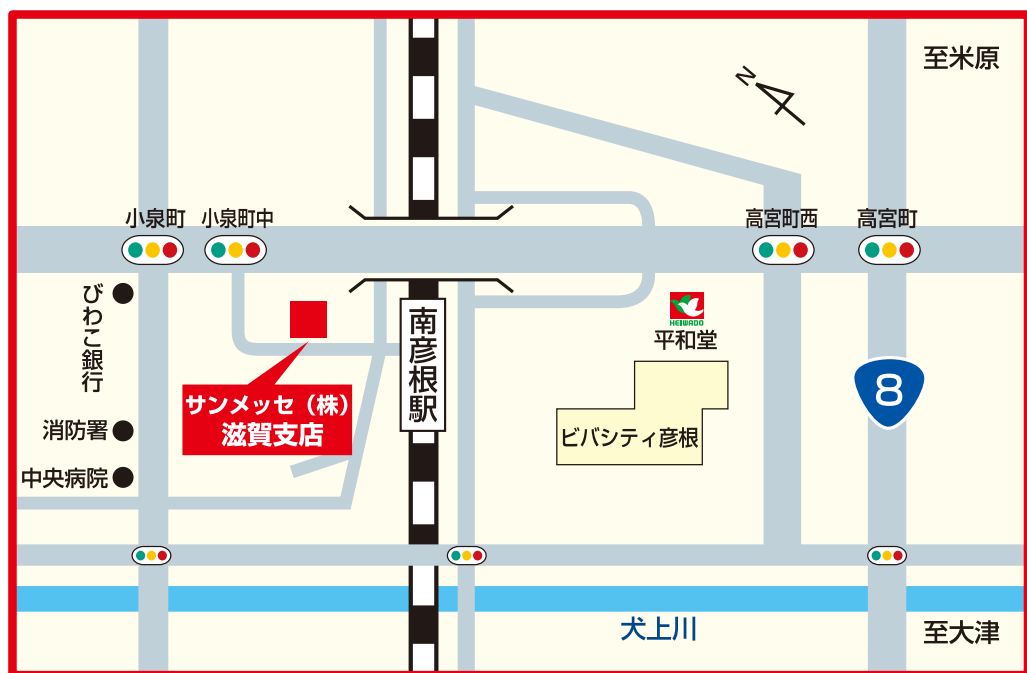 至米原
N
小泉町
小泉町中
高宮町西
高宮町
びわこ銀行
HEIWADO
平和堂
南彦根駅
8
サンメッセ（株）
滋賀支店
消防署
ビバシティ彦根
中央病院
犬上川
至大津